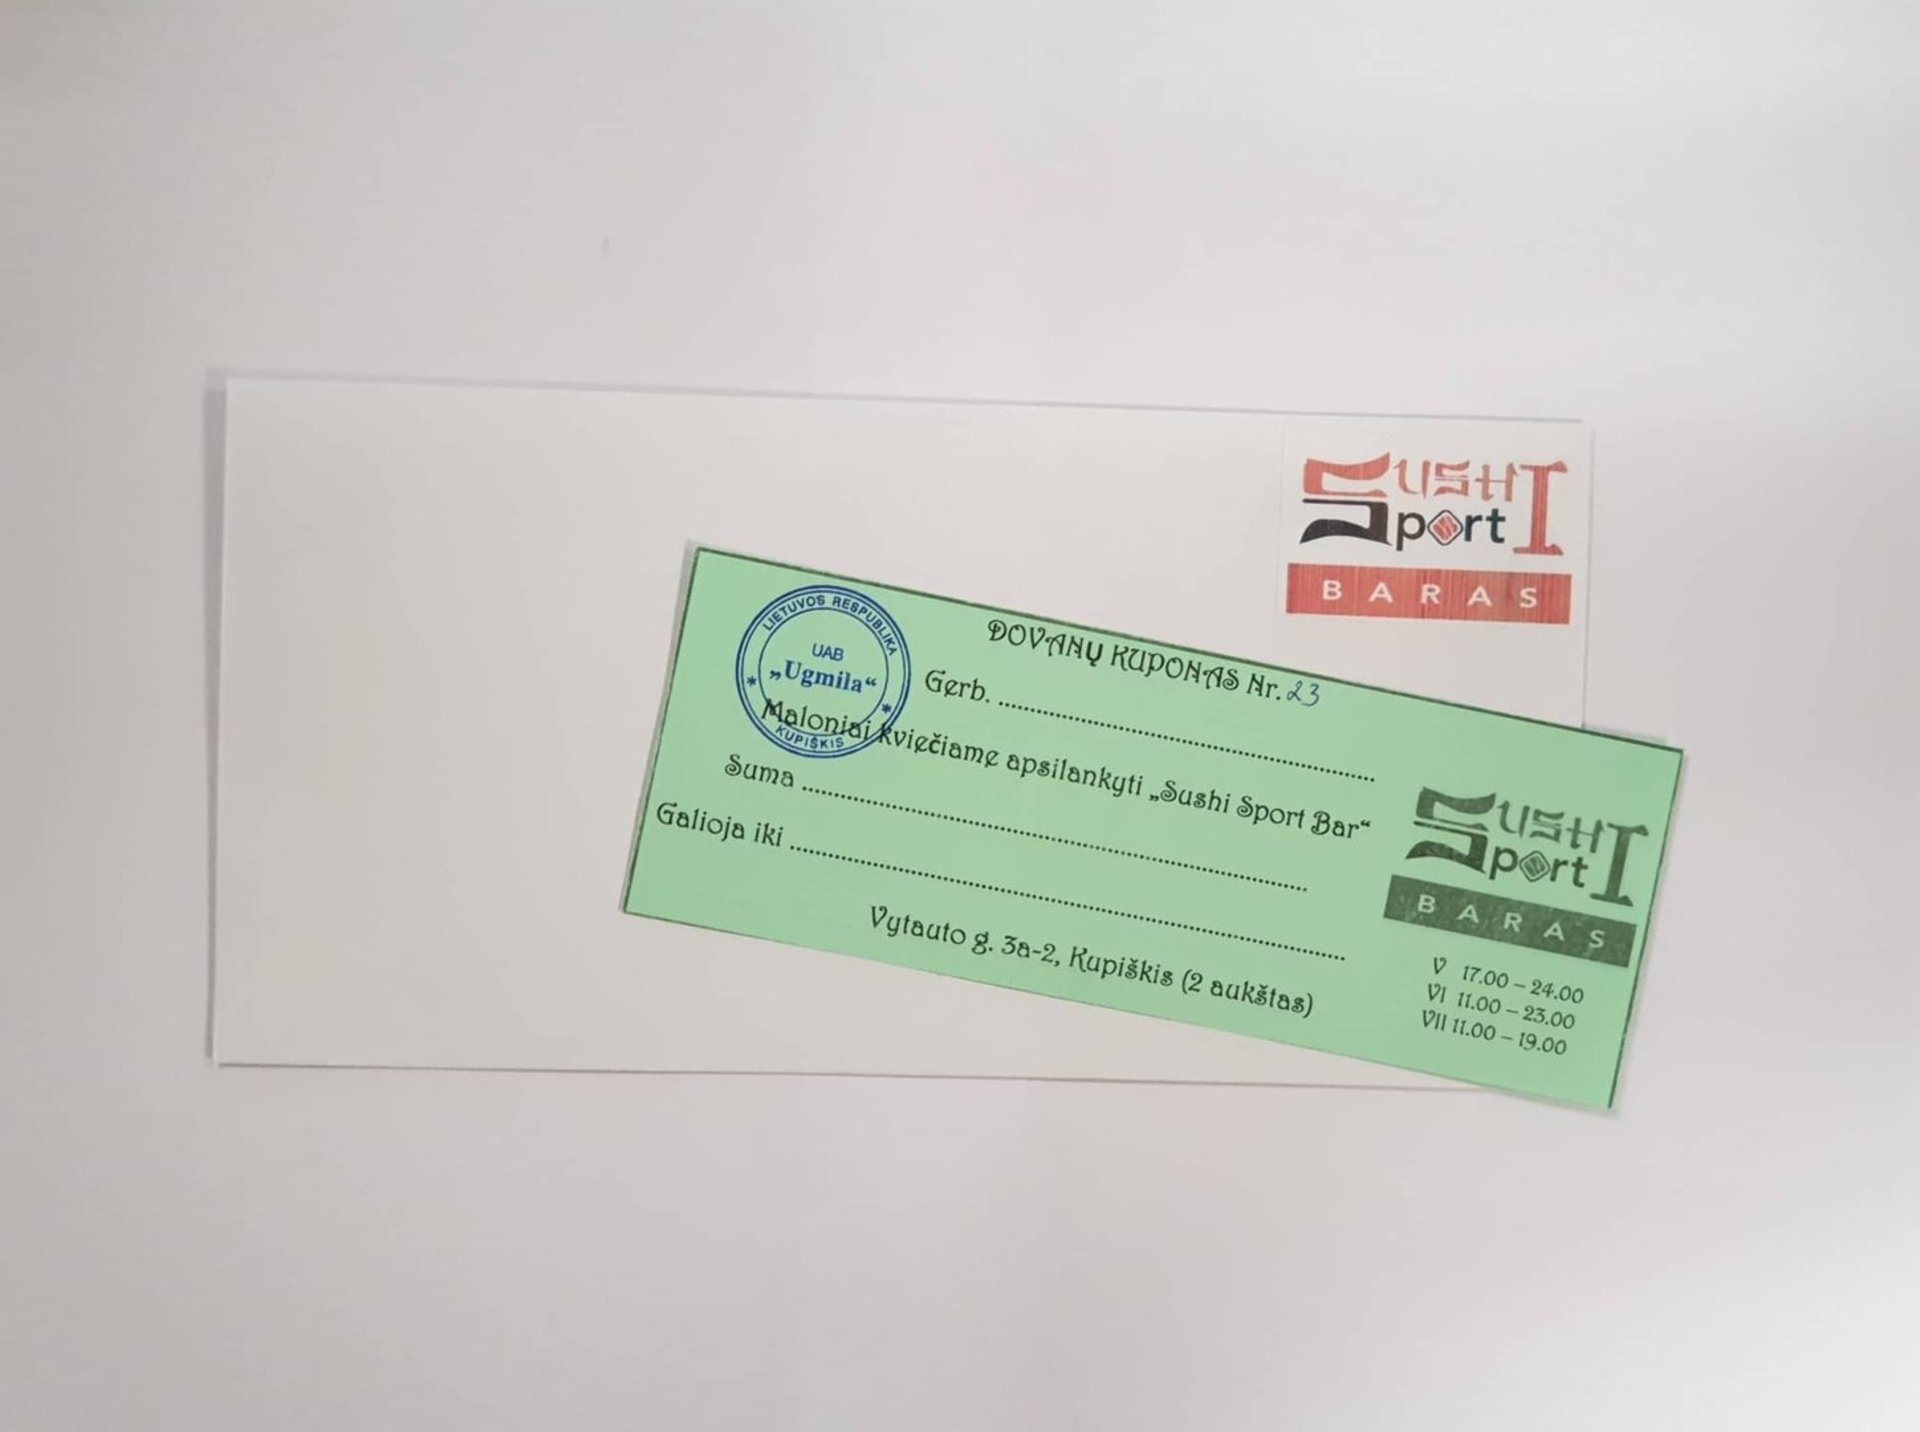 SUSHI
Sport
BARAS
LIETUVOS RESPUBLIKA
UAB
„Ugmila“
* KUPIŠKIS *
DOVANŲ KUPONAS Nr. 23
Gerb. ..............................
Maloniai kviečiame apsilankyti „Sushi Sport Bar“
Suma ..............................
Galioja iki ..............................
Vytauto g. 3a-2, Kupiškis (2 aukštas)
SUSHI
Sport
BARAS
V 17.00 – 24.00
VI 11.00 – 23.00
VII 11.00 – 19.00